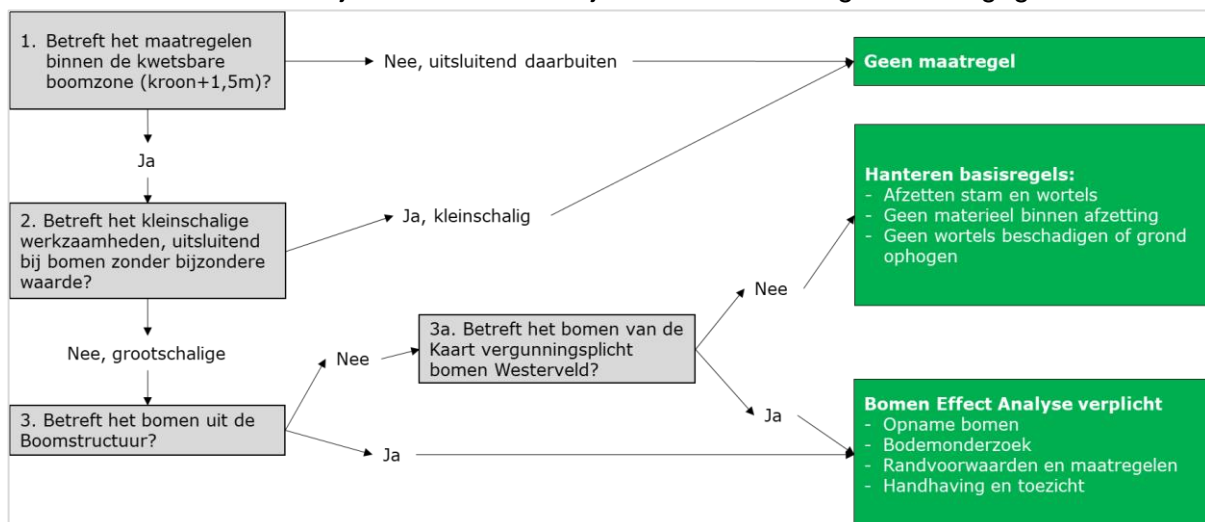 1. Betreft het maatregelen
binnen de kwetsbare
boomzone (kroon+1,5m)?
Nee, uitsluitend daarbuiten
Geen maatregel
Ja
2. Betreft het kleinschalige
werkzaamheden, uitsluitend
bij bomen zonder bijzondere
waarde?
Ja, kleinschalig
Hanteren basisregels:
- Afzetten stam en wortels
- Geen materieel binnen afzetting
- Geen wortels beschadigen of grond
ophogen
Nee, grootschalige
Nee
3a. Betreft het bomen van de
Kaart vergunningsplicht
bomen Westerveld?
Nee
Ja
3. Betreft het bomen uit de
Boomstructuur?
Ja
Bomen Effect Analyse verplicht
- Opname bomen
- Bodemonderzoek
- Randvoorwaarden en maatregelen
- Handhaving en toezicht